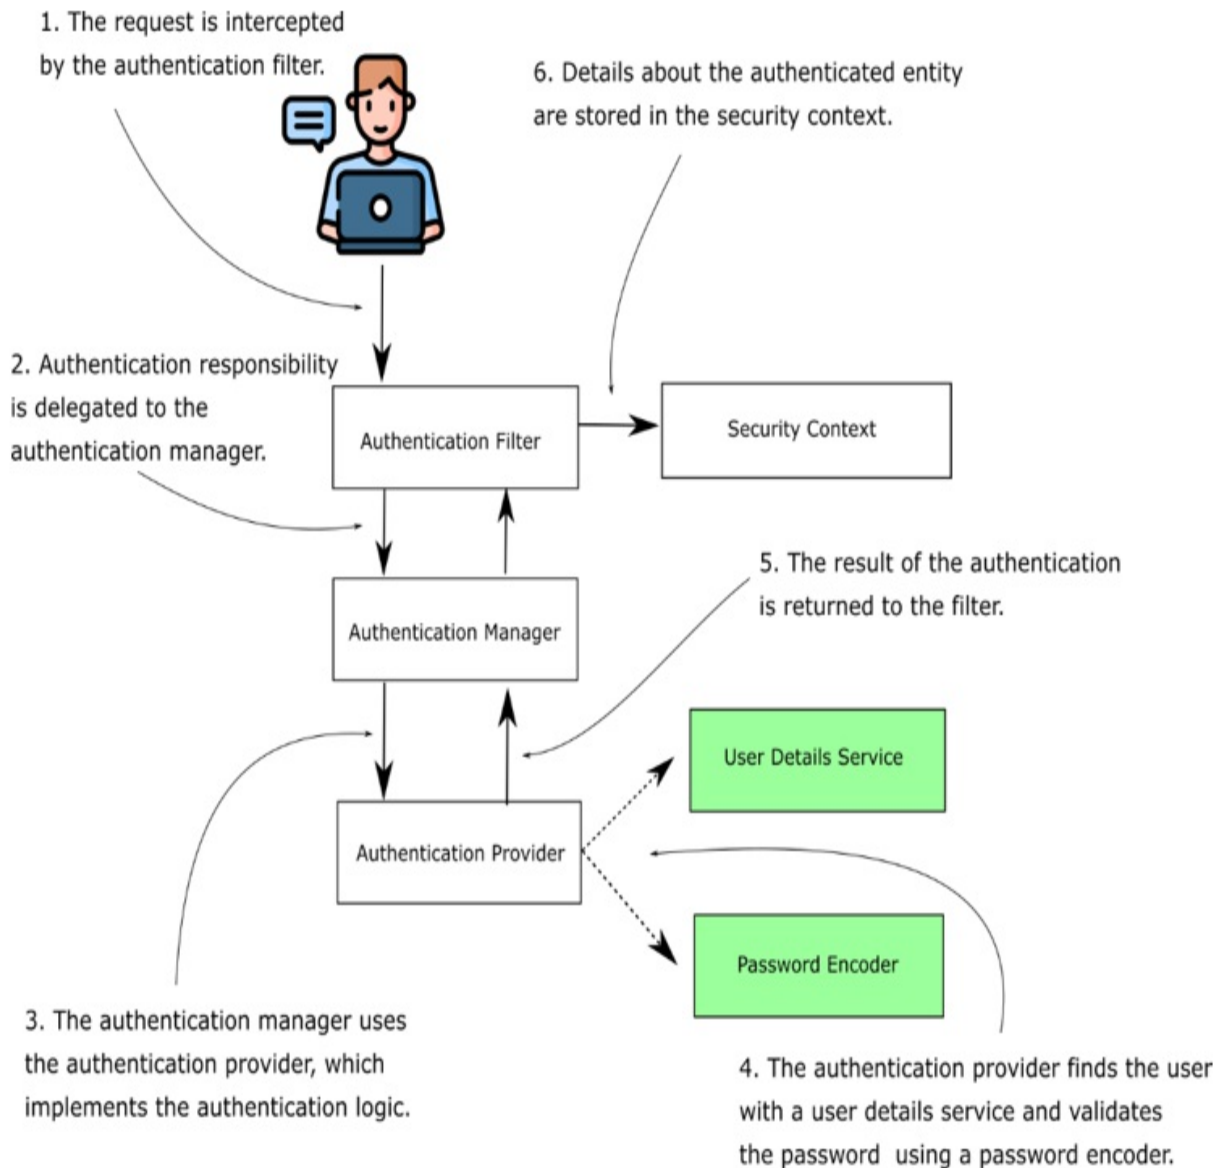 1. The request is intercepted
by the authentication filter.
6. Details about the authenticated entity
are stored in the security context.
2. Authentication responsibility
is delegated to the
authentication manager.
Authentication Filter
Security Context
5. The result of the authentication
is returned to the filter.
Authentication Manager
User Details Service
Authentication Provider
Password Encoder
3. The authentication manager uses
the authentication provider, which
implements the authentication logic.
4. The authentication provider finds the user
with a user details service and validates
the password using a password encoder.